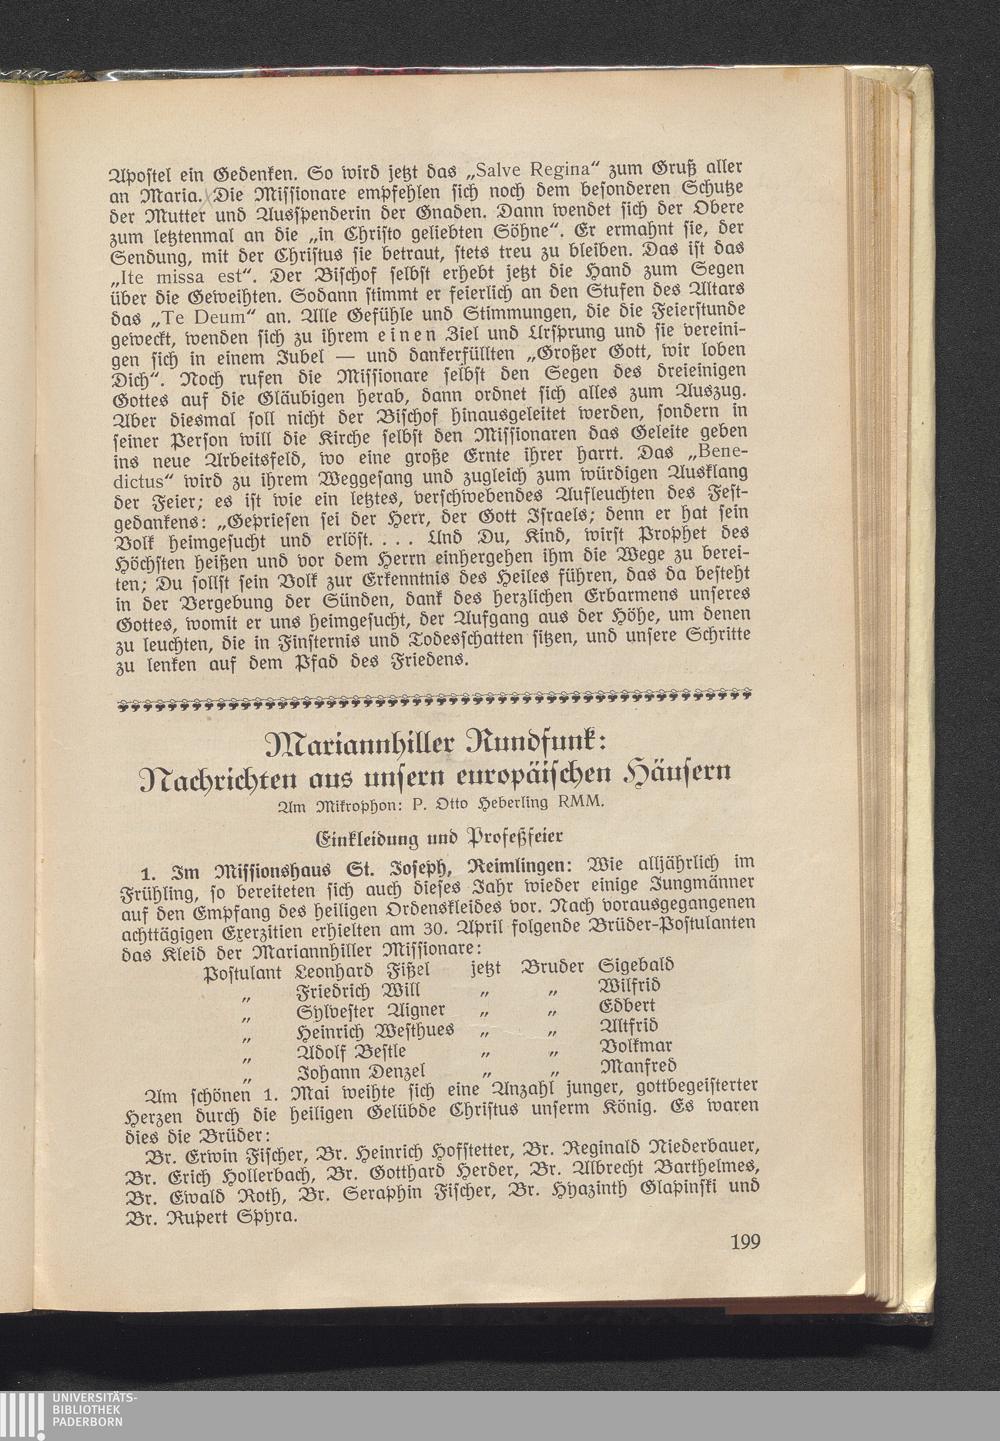 Apostel ein Gedenken. So wird jetzt das „Salve Regina“ zum Gruß aller
an Maria. Die Missionare empfehlen sich noch dem besonderen Schutze
der Mutter und Ausspenderin der Gnaden. Dann wendet sich der Obere
zum letztenmal an die „in Christo geliebten Söhne“. Er ermahnt sie, der
Sendung, mit der Christus sie betraut, stets treu zu bleiben. Das ist das
„Ite missa est“. Der Bischof selbst erhebt jetzt die Hand zum Segen
über die Geweihten. Sodann stimmt er feierlich an den Stufen des Altars
das „Te Deum“ an. Alle Gefühle und Stimmungen, die die Feierstunde
geweckt, wenden sich zu ihrem einen Ziel und Ursprung und sie vereini-
gen sich in einem Jubel — und dankerfüllten „Großer Gott, wir loben
Dich“. Noch rufen die Missionare selbst den Segen des dreieinigen
Gottes auf die Gläubigen herab, dann ordnet sich alles zum Auszug.
Aber diesmal soll nicht der Bischof hinausgeleitet werden, sondern in
seiner Person will die Kirche selbst den Missionaren das Geleite geben
ins neue Arbeitsfeld, wo eine große Ernte ihrer harrt. Das „Bene-
dictus“ wird zu ihrem Weggesang und zugleich zum würdigen Ausklang
der Feier; es ist wie ein letztes, verschwebendes Aufleuchten des Fest-
gedankens: „Gepriesen sei der Herr, der Gott Israels; denn er hat sein
Volk heimgesucht und erlöst. . . . Und Du, Kind, wirst Prophet des
Höchsten heißen und vor dem Herrn einhergehen ihm die Wege zu berei-
ten; Du sollst sein Volk zur Erkenntnis des Heiles führen, das da besteht
in der Vergebung der Sünden, dank des herzlichen Erbarmens unseres
Gottes, womit er uns heimgesucht, der Aufgang aus der Höhe, um denen
zu leuchten, die in Finsternis und Todesschatten sitzen, und unsere Schritte
zu lenken auf dem Pfad des Friedens.
Mariannhiller Rundfunk:
Nachrichten aus unsern europäischen Häusern
Am Mikrophon: P. Otto Heberling RMM.
Einkleidung und Profeßfeier
1. Im Missionshaus St. Joseph, Reimlingen: Wie alljährlich im
Frühling, so bereiteten sich auch dieses Jahr wieder einige Jungmänner
auf den Empfang des heiligen Ordenskleides vor. Nach vorausgegangenen
achttägigen Exerzitien erhielten am 30. April folgende Brüder-Postulanten
das Kleid der Mariannhiller Missionare:
Postulant Leonhard Fißel jetzt Bruder Sigebald
„ Friedrich Will „ „ Wilfrid
„ Sylvester Aigner „ „ Edbert
„ Heinrich Westhues „ „ Altfrid
„ Adolf Bestle „ „ Volkmar
„ Johann Denzel „ „ Manfred
Am schönen 1. Mai weihte sich eine Anzahl junger, gottbegeisterter
Herzen durch die heiligen Gelübde Christus unserm König. Es waren
dies die Brüder:
Br. Erwin Fischer, Br. Heinrich Hofstetter, Br. Reginald Niederbauer,
Br. Erich Hollerbach, Br. Gotthard Herder, Br. Albrecht Barthelmes,
Br. Ewald Roth, Br. Seraphin Fischer, Br. Hyazinth Glapinski und
Br. Rupert Spyra.
199
UNIVERSITÄTS-
BIBLIOTHEK
PADERBORN